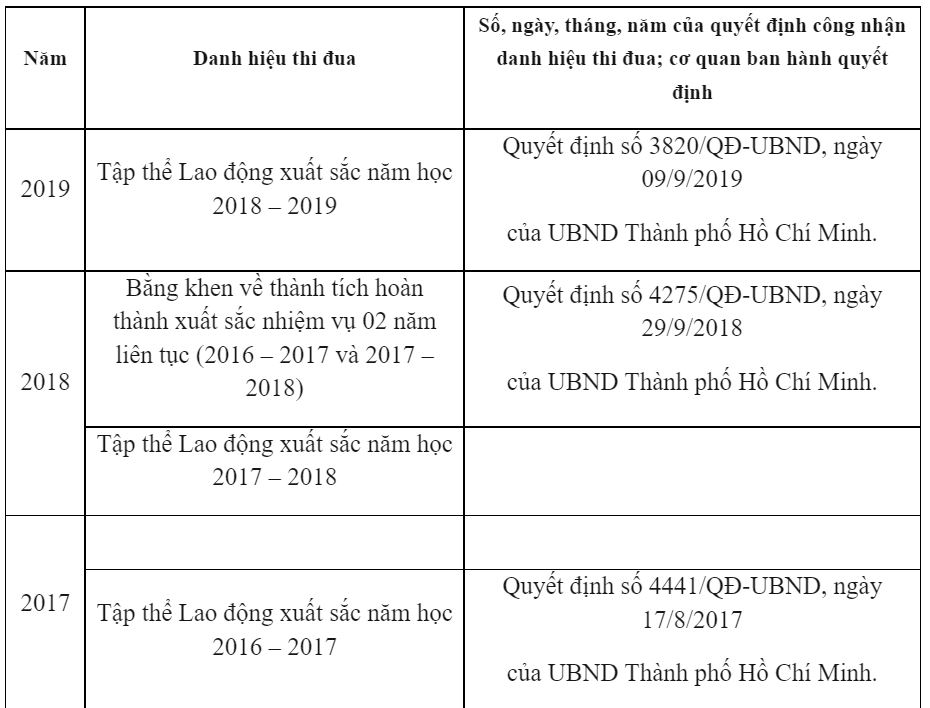 Năm
Danh hiệu thi đua
Số, ngày, tháng, năm của quyết định công nhận
danh hiệu thi đua; cơ quan ban hành quyết
định
2019
Tập thể Lao động xuất sắc năm học
2018 – 2019
Quyết định số 3820/QĐ-UBND, ngày
09/9/2019
của UBND Thành phố Hồ Chí Minh.
2018
Bằng khen về thành tích hoàn
thành xuất sắc nhiệm vụ 02 năm
liên tục (2016 – 2017 và 2017 –
2018)
Quyết định số 4275/QĐ-UBND, ngày
29/9/2018
của UBND Thành phố Hồ Chí Minh.
Tập thể Lao động xuất sắc năm học
2017 – 2018
2017
Tập thể Lao động xuất sắc năm học
2016 – 2017
Quyết định số 4441/QĐ-UBND, ngày
17/8/2017
của UBND Thành phố Hồ Chí Minh.